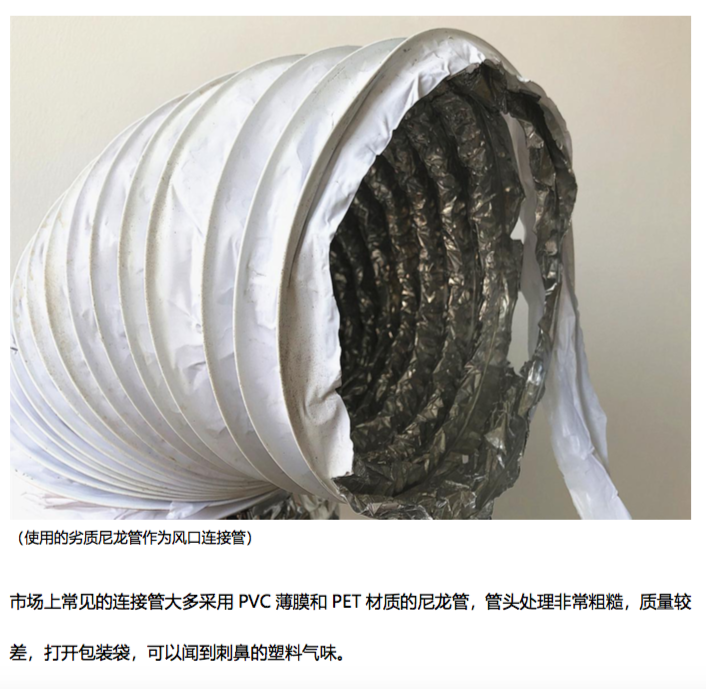 （使用的劣质尼龙管作为风口连接管）
市场上常见的连接管大多采用 PVC 薄膜和 PET 材质的尼龙管，管头处理非常粗糙，质量较
差，打开包装袋，可以闻到刺鼻的塑料气味。